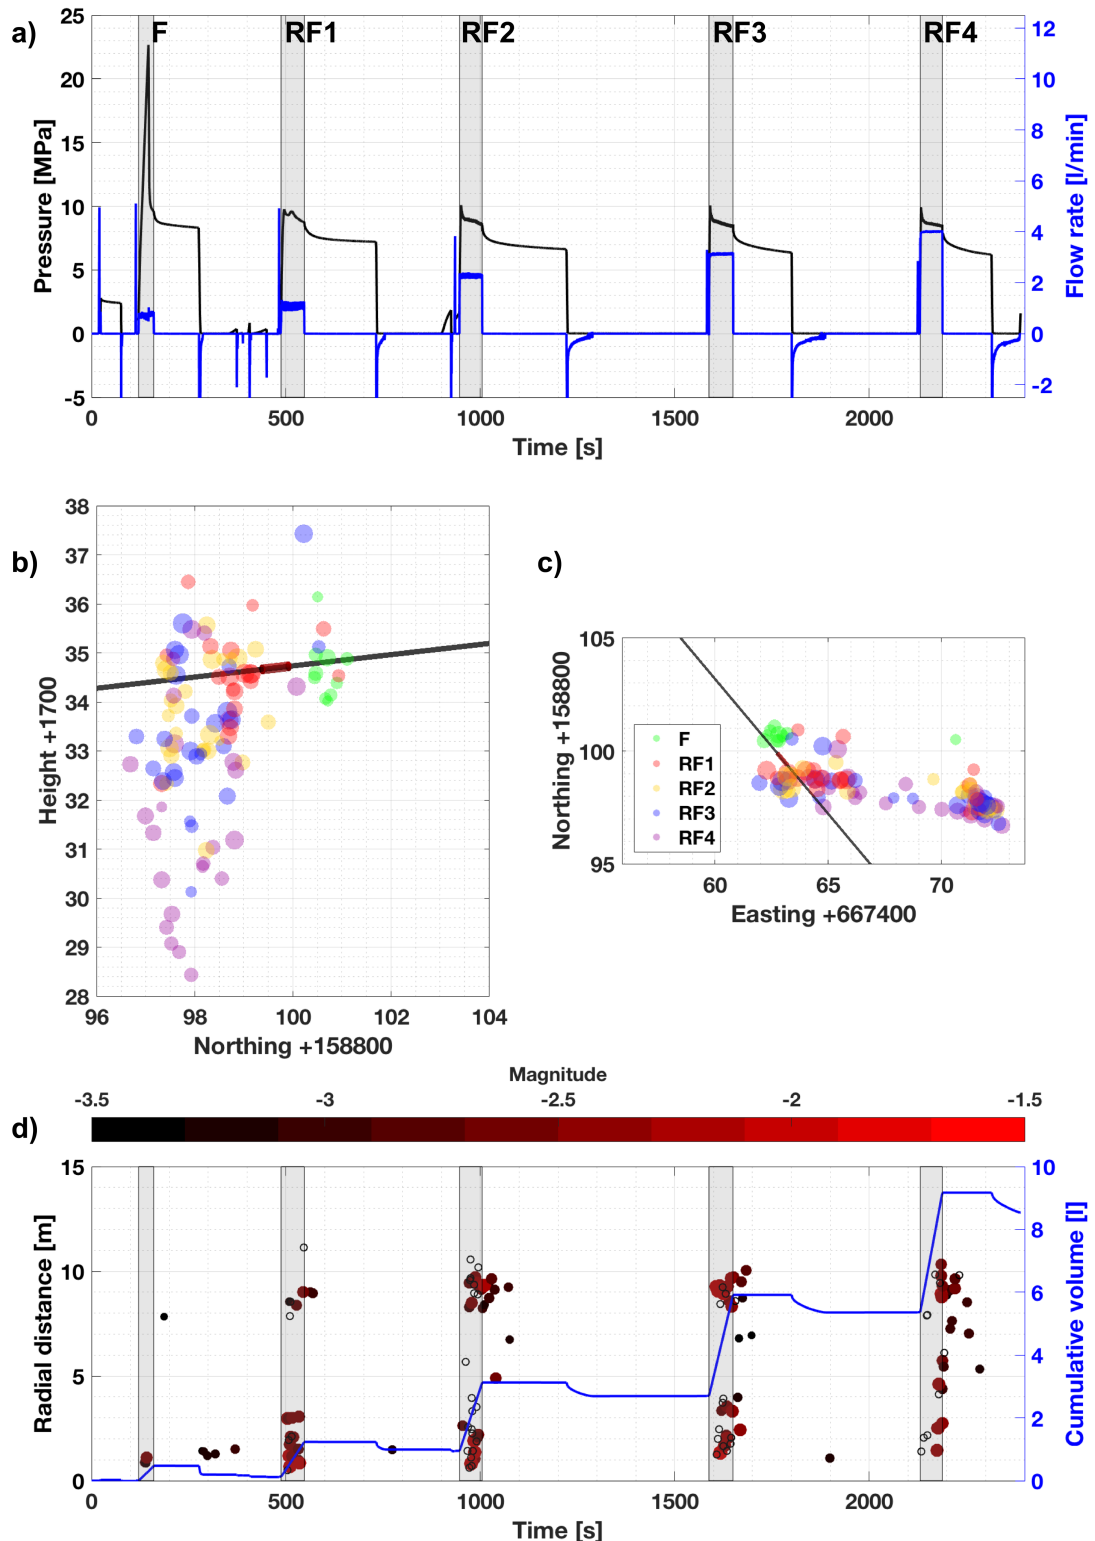 a)
F RF1 RF2 RF3 RF4
25 20 15 10 5 0 -5
Pressure [MPa]
12 10 8 6 4 2 0 -2
Flow rate [l/min]
0 500 1000 1500 2000
Time [s]
b)
38 37 36 35 34 33 32 31 30 29 28
Height +1700
96 98 100 102 104
Northing +158800
c)
105 100 95
Northing +158800
F
RF1
RF2
RF3
RF4
60 65 70
Easting +667400
Magnitude
-3.5 -3 -2.5 -2 -1.5
d)
15 10 5 0
Radial distance [m]
10 8 6 4 2 0
Cumulative volume [l]
0 500 1000 1500 2000
Time [s]